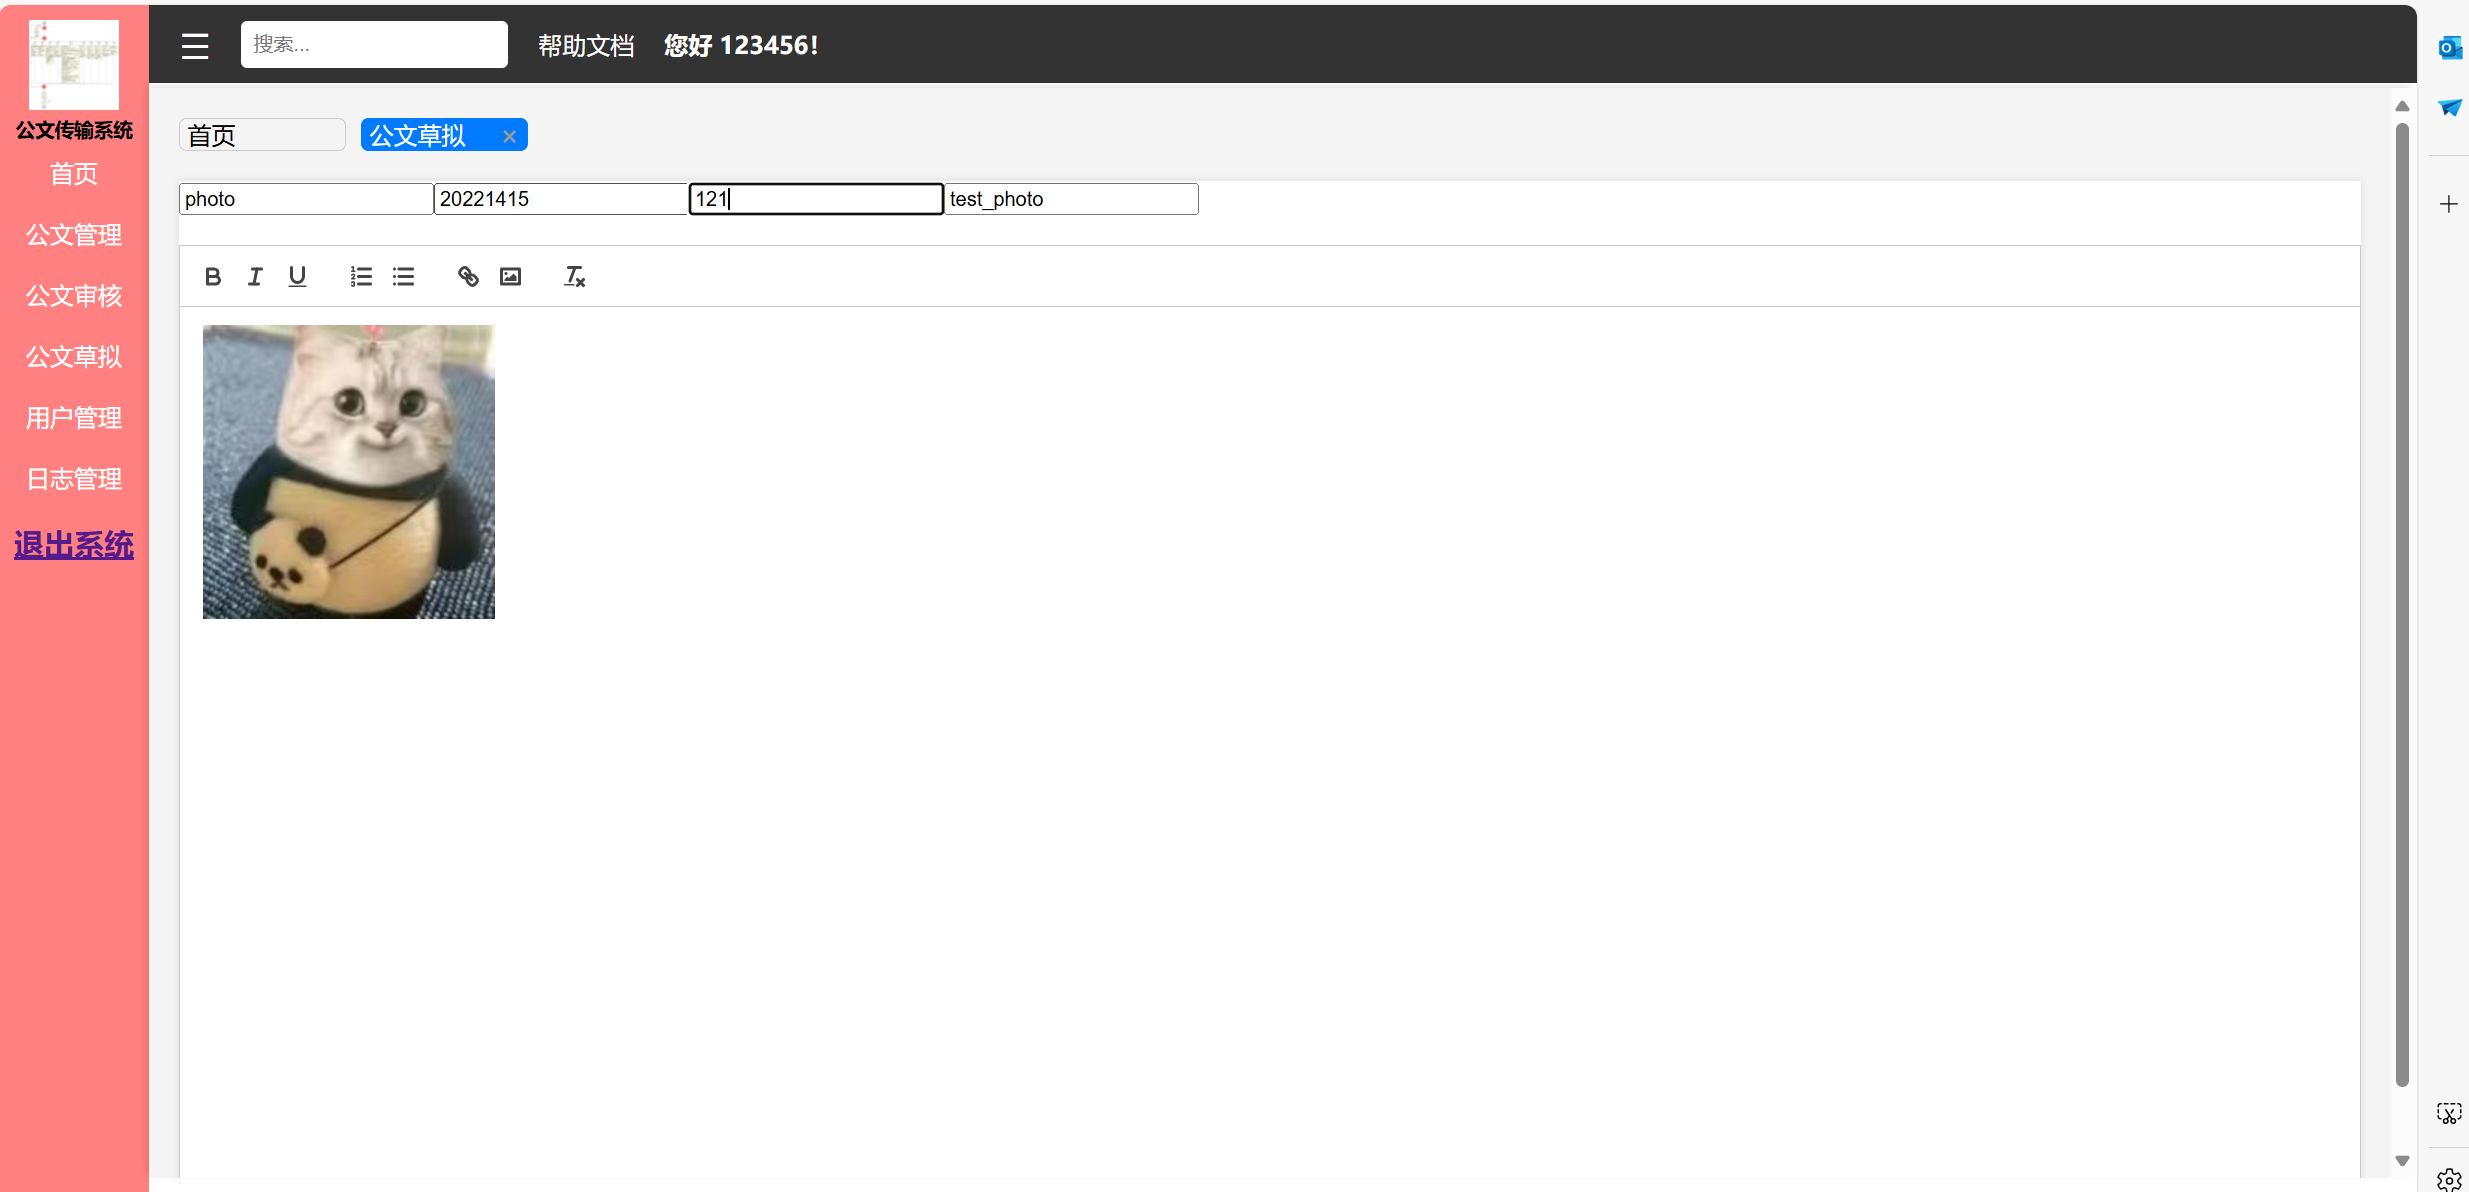 公文传输系统
首页
公文管理
公文审核
公文草拟
用户管理
日志管理
退出系统
☰ 搜索... 帮助文档 您好 123456!
首页 公文草拟 ×
photo 20221415 121 test_photo